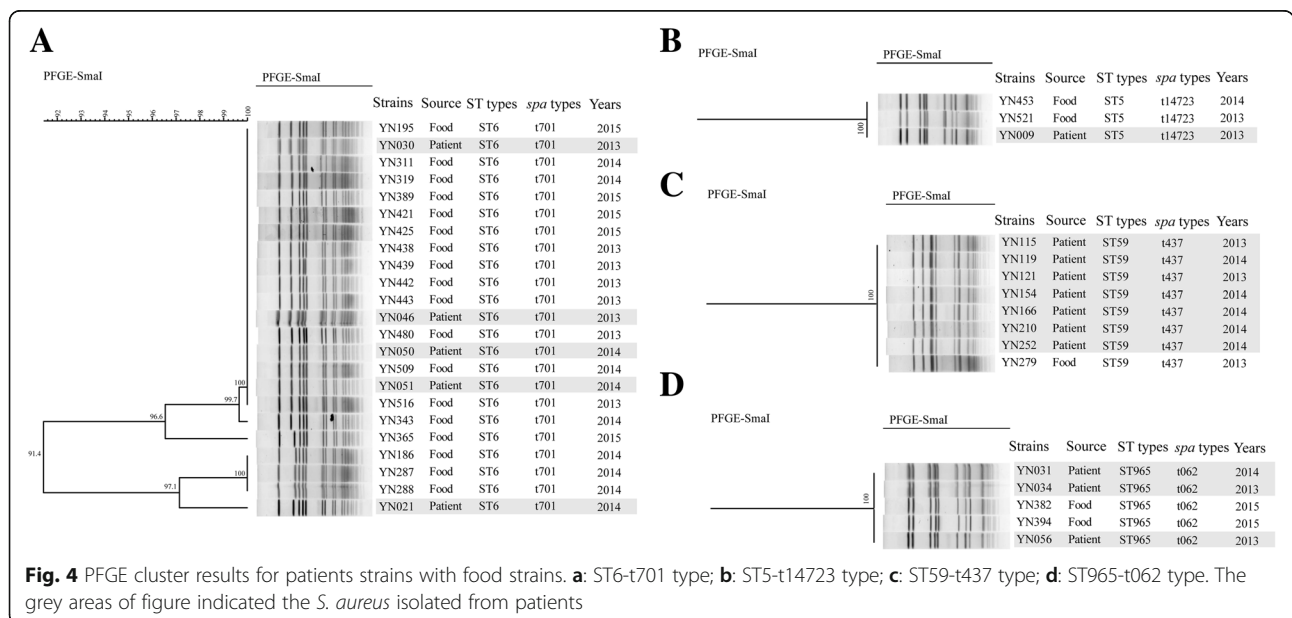 A
PFGE-SmaI
PFGE-SmaI
92 93 94 95 96 97 98 99 100
Strains Source ST types spa types Years
YN195 Food ST6 t701 2015
YN030 Patient ST6 t701 2013
YN311 Food ST6 t701 2014
YN319 Food ST6 t701 2014
YN389 Food ST6 t701 2015
YN421 Food ST6 t701 2015
YN425 Food ST6 t701 2015
YN438 Food ST6 t701 2013
YN439 Food ST6 t701 2013
YN442 Food ST6 t701 2013
YN443 Food ST6 t701 2013
YN046 Patient ST6 t701 2013
YN480 Food ST6 t701 2013
YN050 Patient ST6 t701 2014
YN509 Food ST6 t701 2014
100
YN051 Patient ST6 t701 2014
99.7
YN516 Food ST6 t701 2013
96.6
YN343 Food ST6 t701 2014
YN365 Food ST6 t701 2015
91.4
YN186 Food ST6 t701 2014
100
YN287 Food ST6 t701 2014
97.1
YN288 Food ST6 t701 2014
YN021 Patient ST6 t701 2014
B
PFGE-SmaI
PFGE-SmaI
Strains Source ST types spa types Years
YN453 Food ST5 t14723 2014
YN521 Food ST5 t14723 2013
YN009 Patient ST5 t14723 2013
100
C
PFGE-SmaI
PFGE-SmaI
Strains Source ST types spa types Years
YN115 Patient ST59 t437 2013
YN119 Patient ST59 t437 2014
YN121 Patient ST59 t437 2013
YN154 Patient ST59 t437 2014
100
YN166 Patient ST59 t437 2014
YN210 Patient ST59 t437 2014
YN252 Patient ST59 t437 2014
YN279 Food ST59 t437 2013
D
PFGE-SmaI
PFGE-SmaI
Strains Source ST types spa types Years
YN031 Patient ST965 t062 2014
YN034 Patient ST965 t062 2013
100
YN382 Food ST965 t062 2015
YN394 Food ST965 t062 2015
YN056 Patient ST965 t062 2013
Fig. 4 PFGE cluster results for patients strains with food strains. a: ST6-t701 type; b: ST5-t14723 type; c: ST59-t437 type; d: ST965-t062 type. The
grey areas of figure indicated the S. aureus isolated from patients